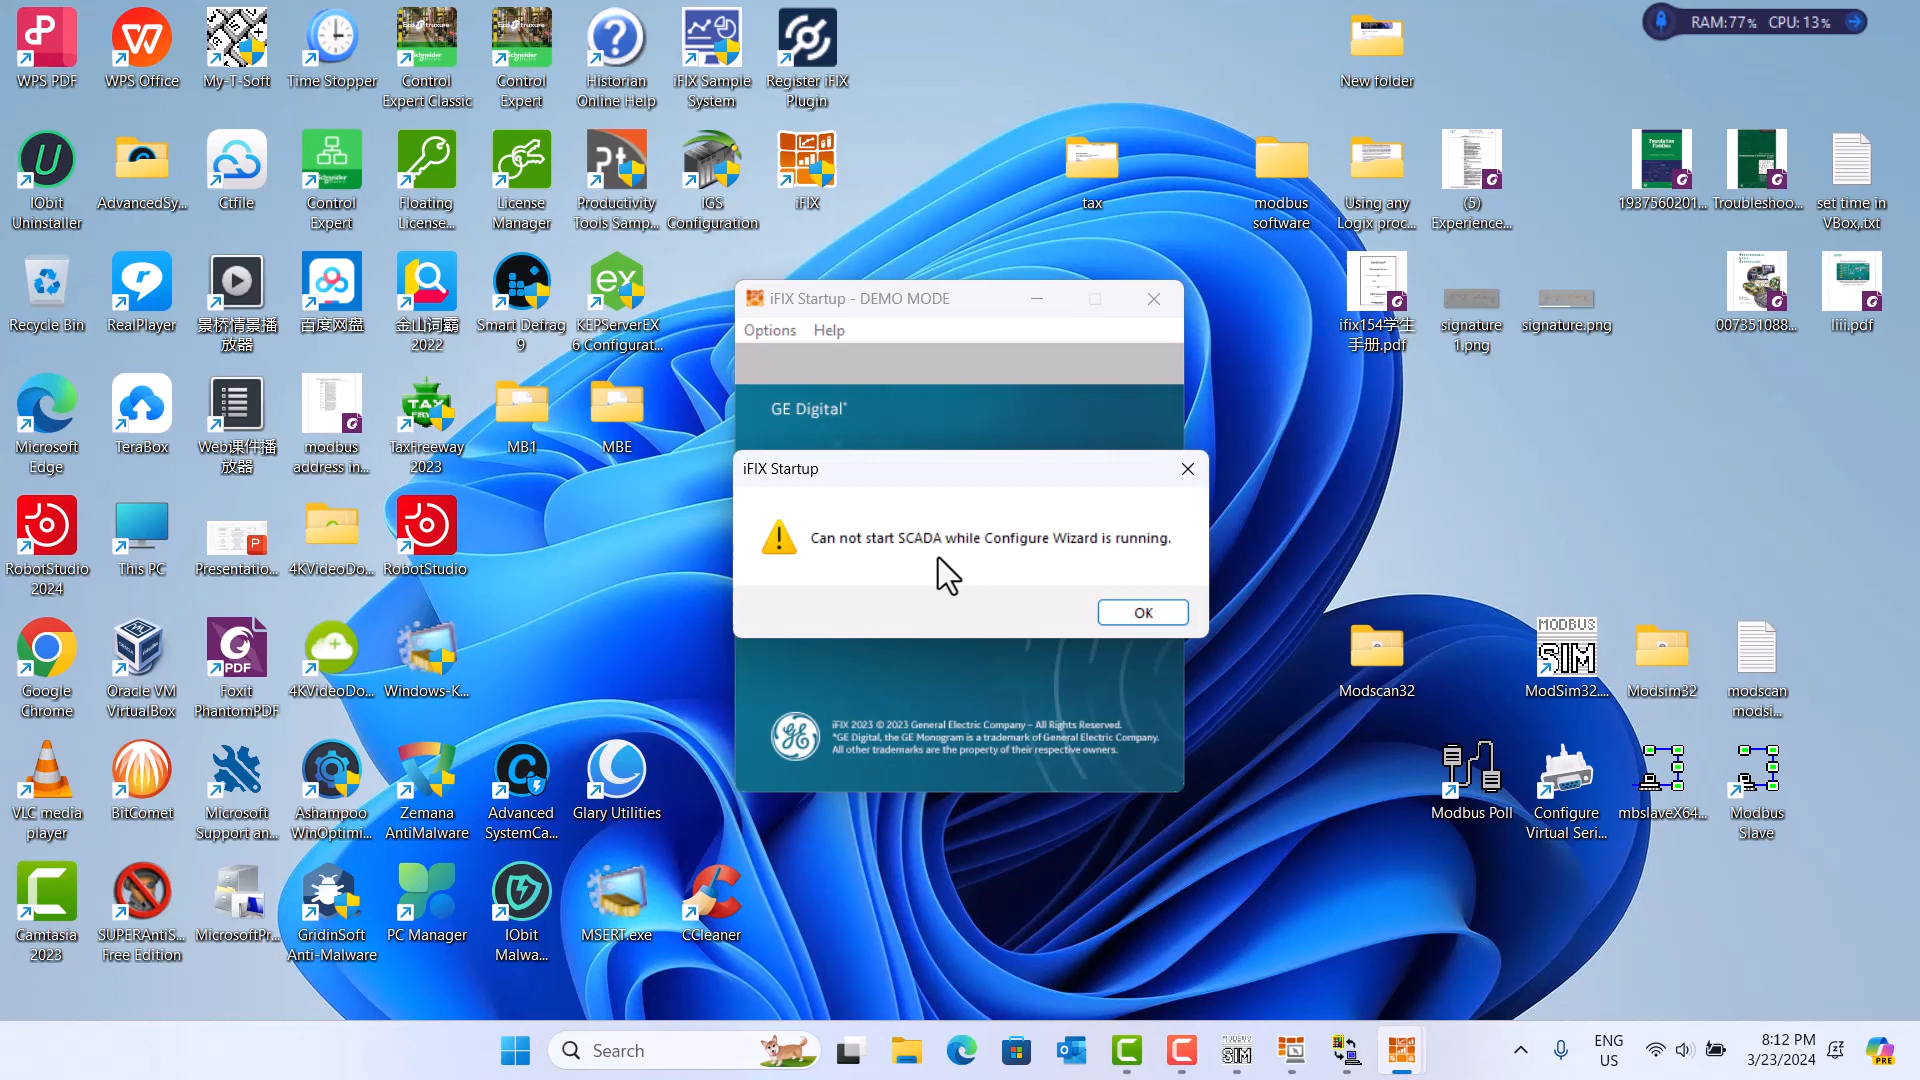 WPS PDF
WPS Office
My-T-Soft
Time Stopper
Control
Expert Classic
Control
Expert
Historian
Online Help
iFIX Sample
System
Register iFIX
Plugin
New folder
RAM:77% CPU: 13%
IObit
Uninstaller
AdvancedSy...
Ctfile
Control
Expert
Floating
License...
License
Manager
Productivity
Tools Samp...
IGS
Configuration
iFIX
tax
modbus
software
Using any
Logix proc...
(5)
Experience...
1937560201...
Troubleshoo...
set time in
VBox,.txt
Recycle Bin
RealPlayer
景桥情景播
放器
百度网盘
金山词霸
2022
Smart Defrag
9
KEPServerEX
6 Configurat...
ifix154学生
手册.pdf
signature
1.png
signature.png
007351088...
liii.pdf
iFIX Startup - DEMO MODE
Options Help
GE Digital*
Microsoft
Edge
TeraBox
Web课件播
放器
modbus
address in...
TaxFreeway
2023
MB1
MBE
iFIX Startup
Can not start SCADA while Configure Wizard is running.
OK
RobotStudio
2024
This PC
Presentatio...
4KVideoDo...
RobotStudio
Google
Chrome
Oracle VM
VirtualBox
PDF
Foxit
PhantomPDF
4KVideoDo...
Windows-K...
Modscan32
MODBUS
SIM
ModSim32....
Modsim32
modscan
modsi...
iFIX 2023 © 2023 General Electric Company – All Rights Reserved.
*GE Digital, the GE Monogram is a trademark of General Electric Company.
All other trademarks are the property of their respective owners.
VLC media
player
BitComet
Microsoft
Support an...
Ashampoo
WinOptimi...
Zemana
AntiMalware
Advanced
SystemCa...
Glary Utilities
Modbus Poll
Configure
Virtual Seri...
mbslaveX64...
Modbus
Slave
Camtasia
2023
SUPERAntiS...
Free Edition
MicrosoftPr...
GridinSoft
Anti-Malware
PC Manager
IObit
Malwa...
MSERT.exe
CCleaner
Search
MODBUS
SIM
ENG
US
8:12 PM
3/23/2024
PRE